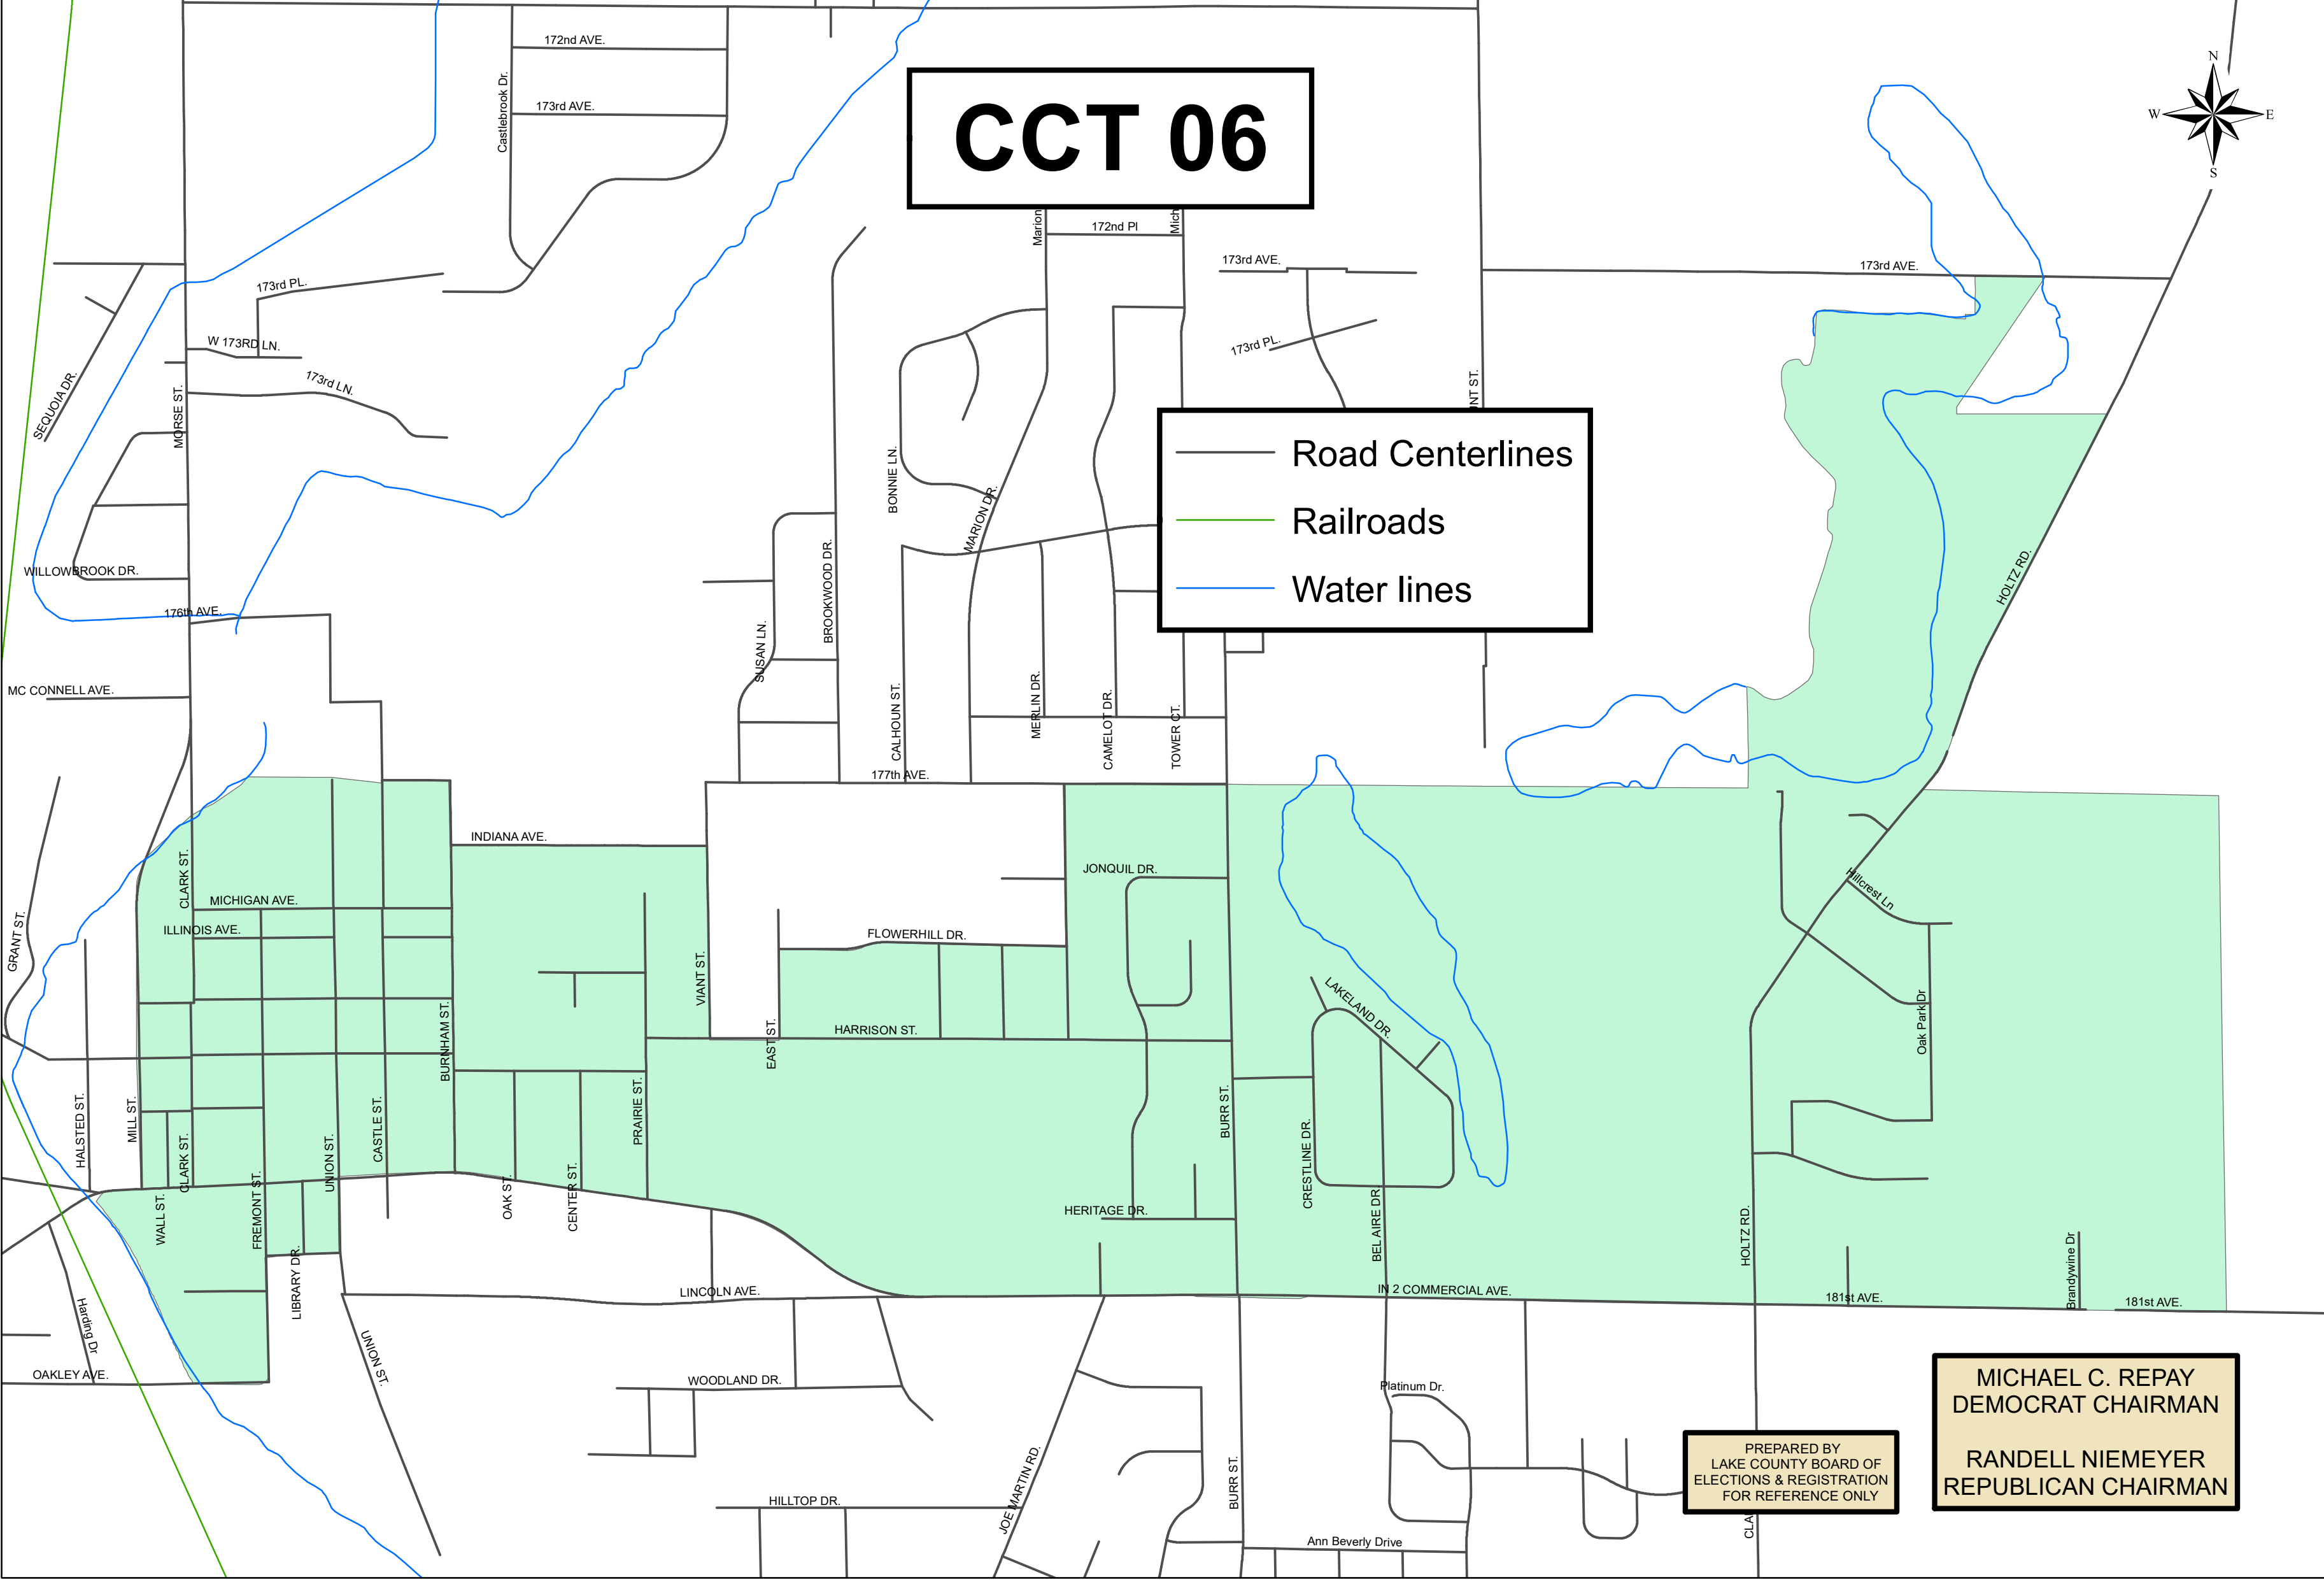 172nd AVE.
Castlebrook Dr.
173rd AVE.
CCT 06
N
W
E
S
Marion
172nd Pl
173rd AVE.
173rd AVE.
173rd PL.
W 173RD LN.
173rd PL.
173rd LN.
SEQUOIA DR.
MORSE ST.
Road Centerlines
Railroads
Water lines
BONNIE LN.
MARION DR.
WILLOWBROOK DR.
BROOKWOOD DR.
HOLTZ RD.
176th AVE.
SUSAN LN.
MC CONNELL AVE.
CALHOUN ST.
MERLIN DR.
CAMELOT DR.
TOWER CT.
177th AVE.
INDIANA AVE.
CLARK ST.
JONQUIL DR.
Hillcrest Ln
MICHIGAN AVE.
ILLINOIS AVE.
FLOWERHILL DR.
GRANT ST.
VIANT ST.
LAKELAND DR.
Oak Park Dr
EAST ST.
HARRISON ST.
BURNHAM ST.
HALSTED ST.
MILL ST.
CLARK ST.
UNION ST.
CASTLE ST.
PRAIRIE ST.
BURR ST.
CRESTLINE DR.
WALL ST.
FREMONT ST.
OAK ST.
CENTER ST.
HERITAGE DR.
BEL AIRE DR.
HOLTZ RD.
LIBRARY DR.
Brandywine Dr
LINCOLN AVE.
IN 2 COMMERCIAL AVE.
181st AVE.
181st AVE.
Harding Dr
UNION ST.
OAKLEY AVE.
WOODLAND DR.
Platinum Dr.
MICHAEL C. REPAY
DEMOCRAT CHAIRMAN
RANDELL NIEMEYER
REPUBLICAN CHAIRMAN
PREPARED BY
LAKE COUNTY BOARD OF
ELECTIONS & REGISTRATION
FOR REFERENCE ONLY
HILLTOP DR.
JOE MARTIN RD.
BURR ST.
Ann Beverly Drive